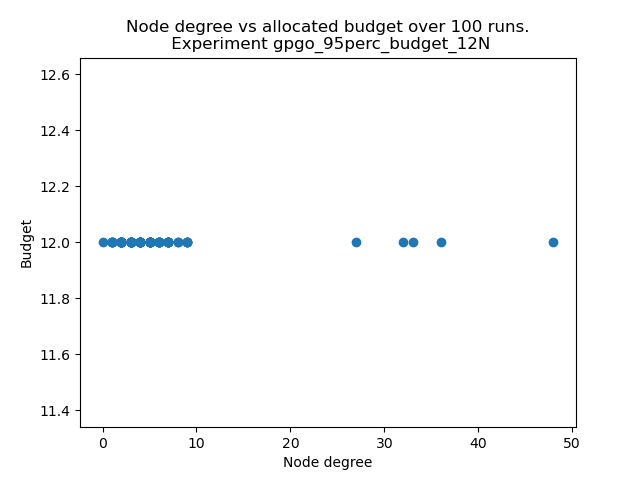 Node degree vs allocated budget over 100 runs.
Experiment gpgo_95perc_budget_12N
12.6
12.4
12.2
12.0
11.8
11.6
11.4
Budget
0 10 20 30 40 50
Node degree